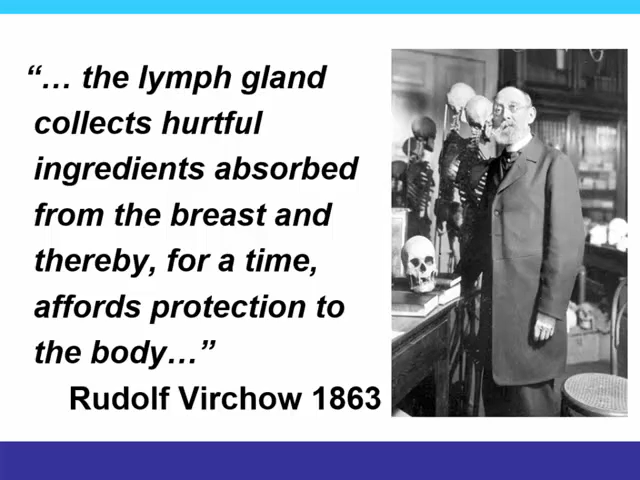 “… the lymph gland
collects hurtful
ingredients absorbed
from the breast and
thereby, for a time,
affords protection to
the body…”
Rudolf Virchow 1863